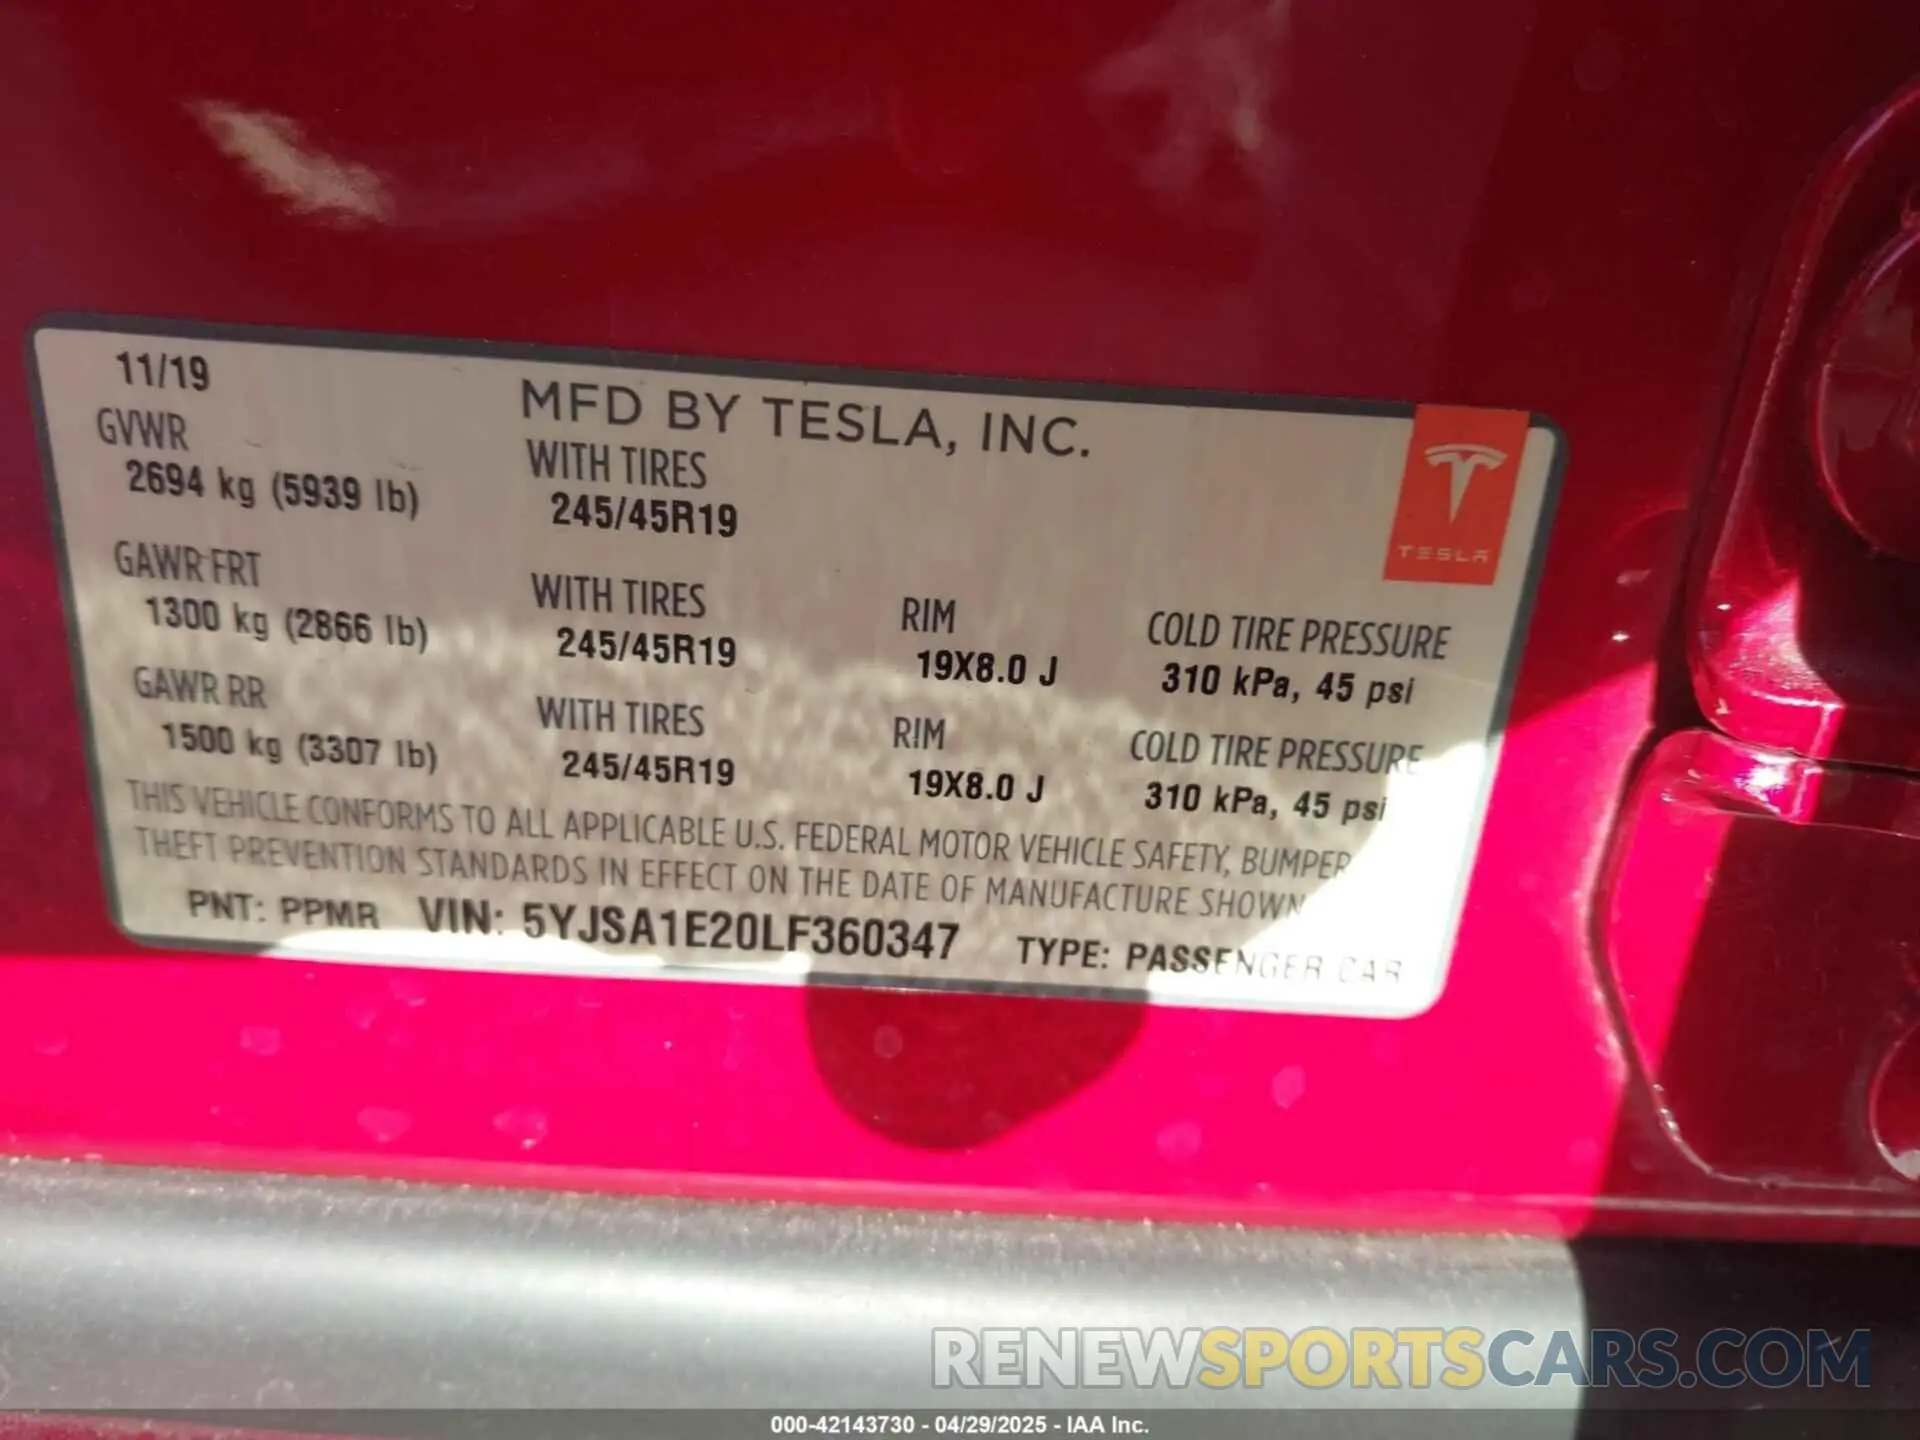 11/19
MFD BY TESLA, INC.
GVWR WITH TIRES
2694 kg (5939 lb) 245/45R19
TESLA
GAWR FRT WITH TIRES RIM COLD TIRE PRESSURE
1300 kg (2866 lb) 245/45R19 19X8.0 J 310 kPa, 45 psi
GAWR RR WITH TIRES RIM COLD TIRE PRESSURE
1500 kg (3307 lb) 245/45R19 19X8.0 J 310 kPa, 45 psi
THIS VEHICLE CONFORMS TO ALL APPLICABLE U.S. FEDERAL MOTOR VEHICLE SAFETY, BUMPER
THEFT PREVENTION STANDARDS IN EFFECT ON THE DATE OF MANUFACTURE SHOWN
PNT: PPMR VIN: 5YJSA1E20LF360347 TYPE: PASSENGER CAR
RENEWSPORTSCARS.COM
000-42143730 - 04/29/2025 - IAA Inc.